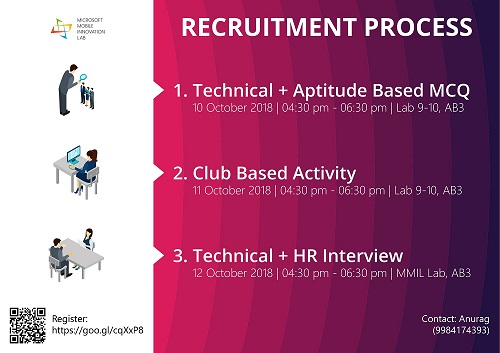 MICROSOFT
MOBILE
INNOVATION
LAB
RECRUITMENT PROCESS
1. Technical + Aptitude Based MCQ
10 October 2018 | 04:30 pm - 06:30 pm | Lab 9-10, AB3
2. Club Based Activity
11 October 2018 | 04:30 pm - 06:30 pm | Lab 9-10, AB3
3. Technical + HR Interview
12 October 2018 | 04:30 pm - 06:30 pm | MMIL Lab, AB3
Register:
https://goo.gl/cqXxP8
Contact: Anurag
(9984174393)